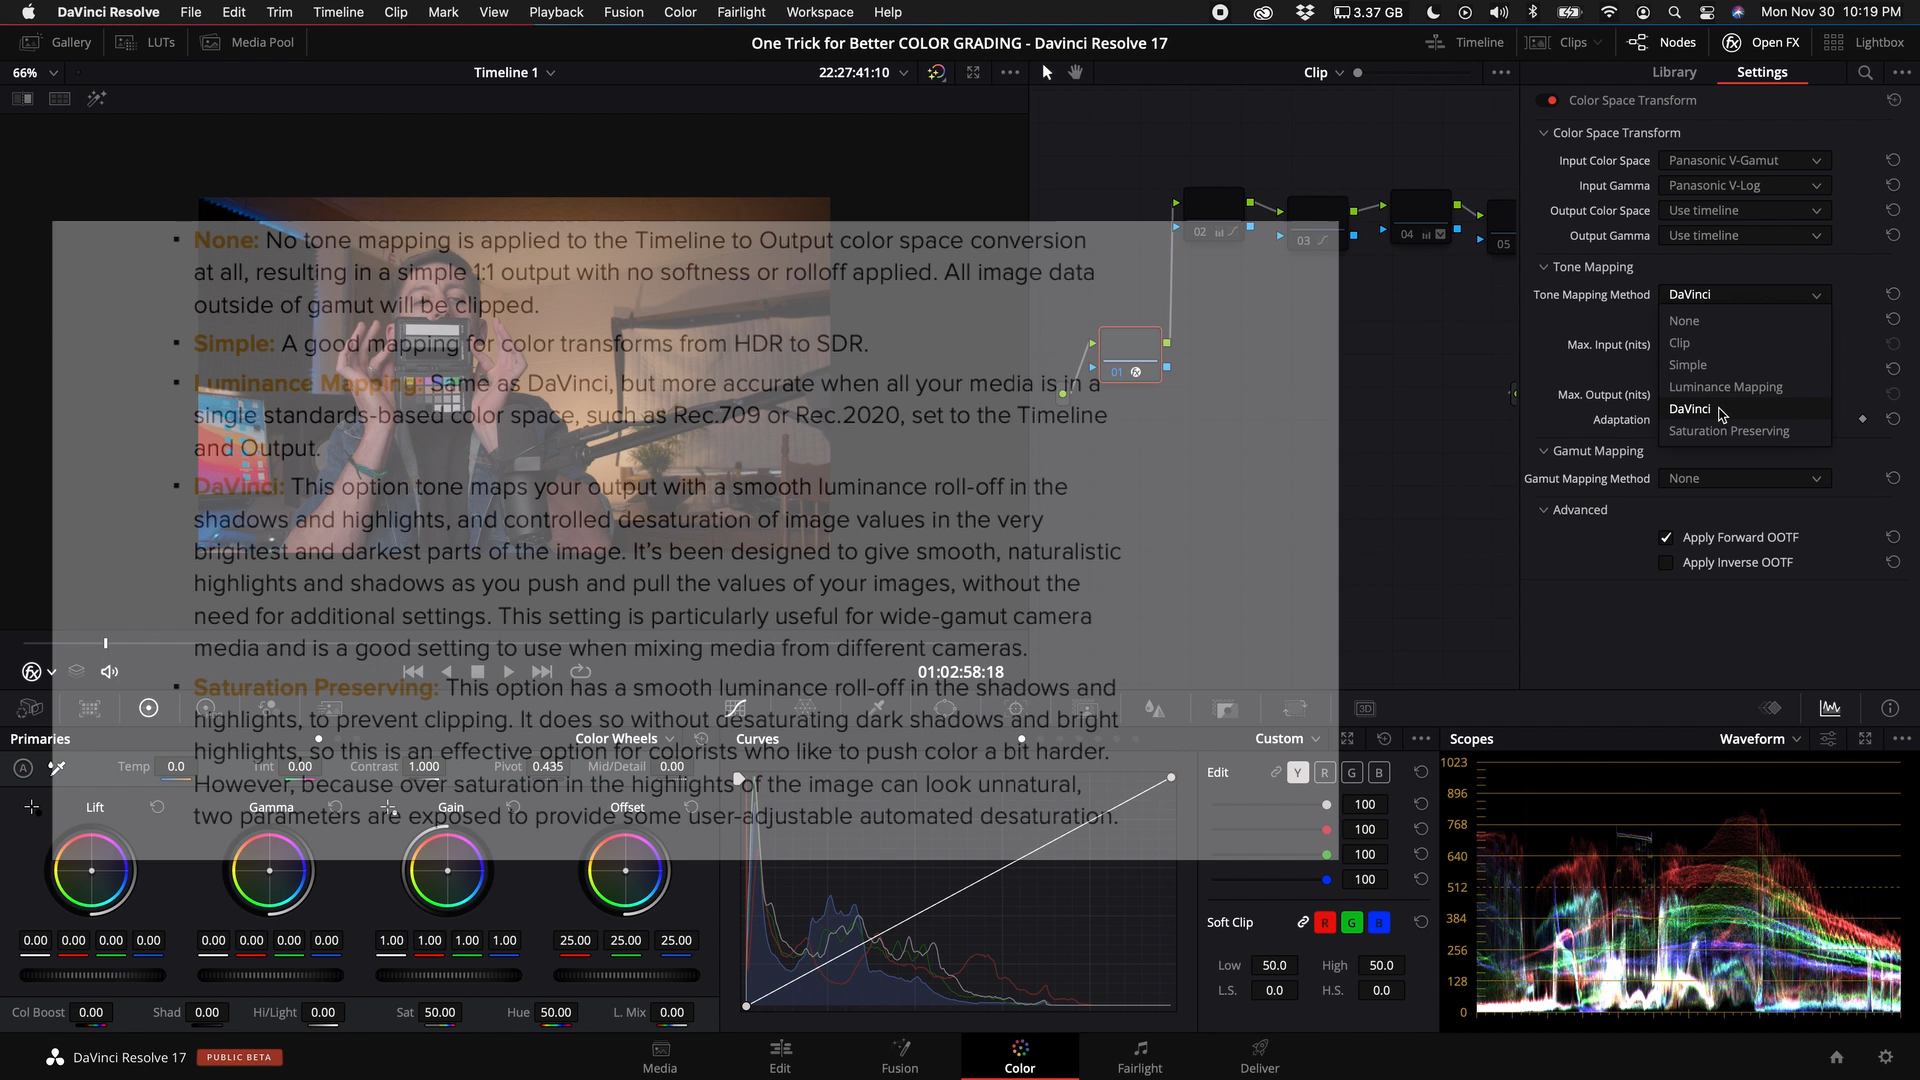 DaVinci Resolve File Edit Trim Timeline Clip Mark View Playback Fusion Color Fairlight Workspace Help 3.37 GB Mon Nov 30 10:19 PM
Gallery LUTs Media Pool One Trick for Better COLOR GRADING - Davinci Resolve 17 Timeline Clips Nodes Open FX Lightbox
66% Timeline 1 22:27:41:10 Clip Library Settings
Color Space Transform
Color Space Transform
Input Color Space Panasonic V-Gamut
Input Gamma Panasonic V-Log
Output Color Space Use timeline
Output Gamma Use timeline
Tone Mapping
Tone Mapping Method DaVinci
None
Clip
Simple
Luminance Mapping
DaVinci
Saturation Preserving
Max. Input (nits)
Max. Output (nits)
Adaptation
Gamut Mapping
Gamut Mapping Method None
Advanced
Apply Forward OOTF
Apply Inverse OOTF
02
03
04
05
01
None: No tone mapping is applied to the Timeline to Output color space conversion
at all, resulting in a simple 1:1 output with no softness or rolloff applied. All image data
outside of gamut will be clipped.
Simple: A good mapping for color transforms from HDR to SDR.
Luminance Mapping: Same as DaVinci, but more accurate when all your media is in a
single standards-based color space, such as Rec.709 or Rec.2020, set to the Timeline
and Output.
DaVinci: This option tone maps your output with a smooth luminance roll-off in the
shadows and highlights, and controlled desaturation of image values in the very
brightest and darkest parts of the image. It's been designed to give smooth, naturalistic
highlights and shadows as you push and pull the values of your images, without the
need for additional settings. This setting is particularly useful for wide-gamut camera
media and is a good setting to use when mixing media from different cameras.
Saturation Preserving: This option has a smooth luminance roll-off in the shadows and
highlights, to prevent clipping. It does so without desaturating dark shadows and bright
highlights, so this is an effective option for colorists who like to push color a bit harder.
However, because over saturation in the highlights of the image can look unnatural,
two parameters are exposed to provide some user-adjustable automated desaturation.
01:02:58:18
3D
Primaries Color Wheels Curves Custom Scopes Waveform
A Temp 0.0 Tint 0.00 Contrast 1.000 Pivot 0.435 Mid/Detail 0.00
Lift Gamma Gain Offset
0.00 0.00 0.00 0.00 0.00 0.00 0.00 0.00 1.00 1.00 1.00 1.00 25.00 25.00 25.00
Col Boost 0.00 Shad 0.00 Hi/Light 0.00 Sat 50.00 Hue 50.00 L. Mix 0.00
Edit Y R G B
100
100
100
100
Soft Clip R G B
Low 50.0 High 50.0
L.S. 0.0 H.S. 0.0
1023
896
768
640
512
384
256
128
0
DaVinci Resolve 17 PUBLIC BETA
Media Edit Fusion Color Fairlight Deliver